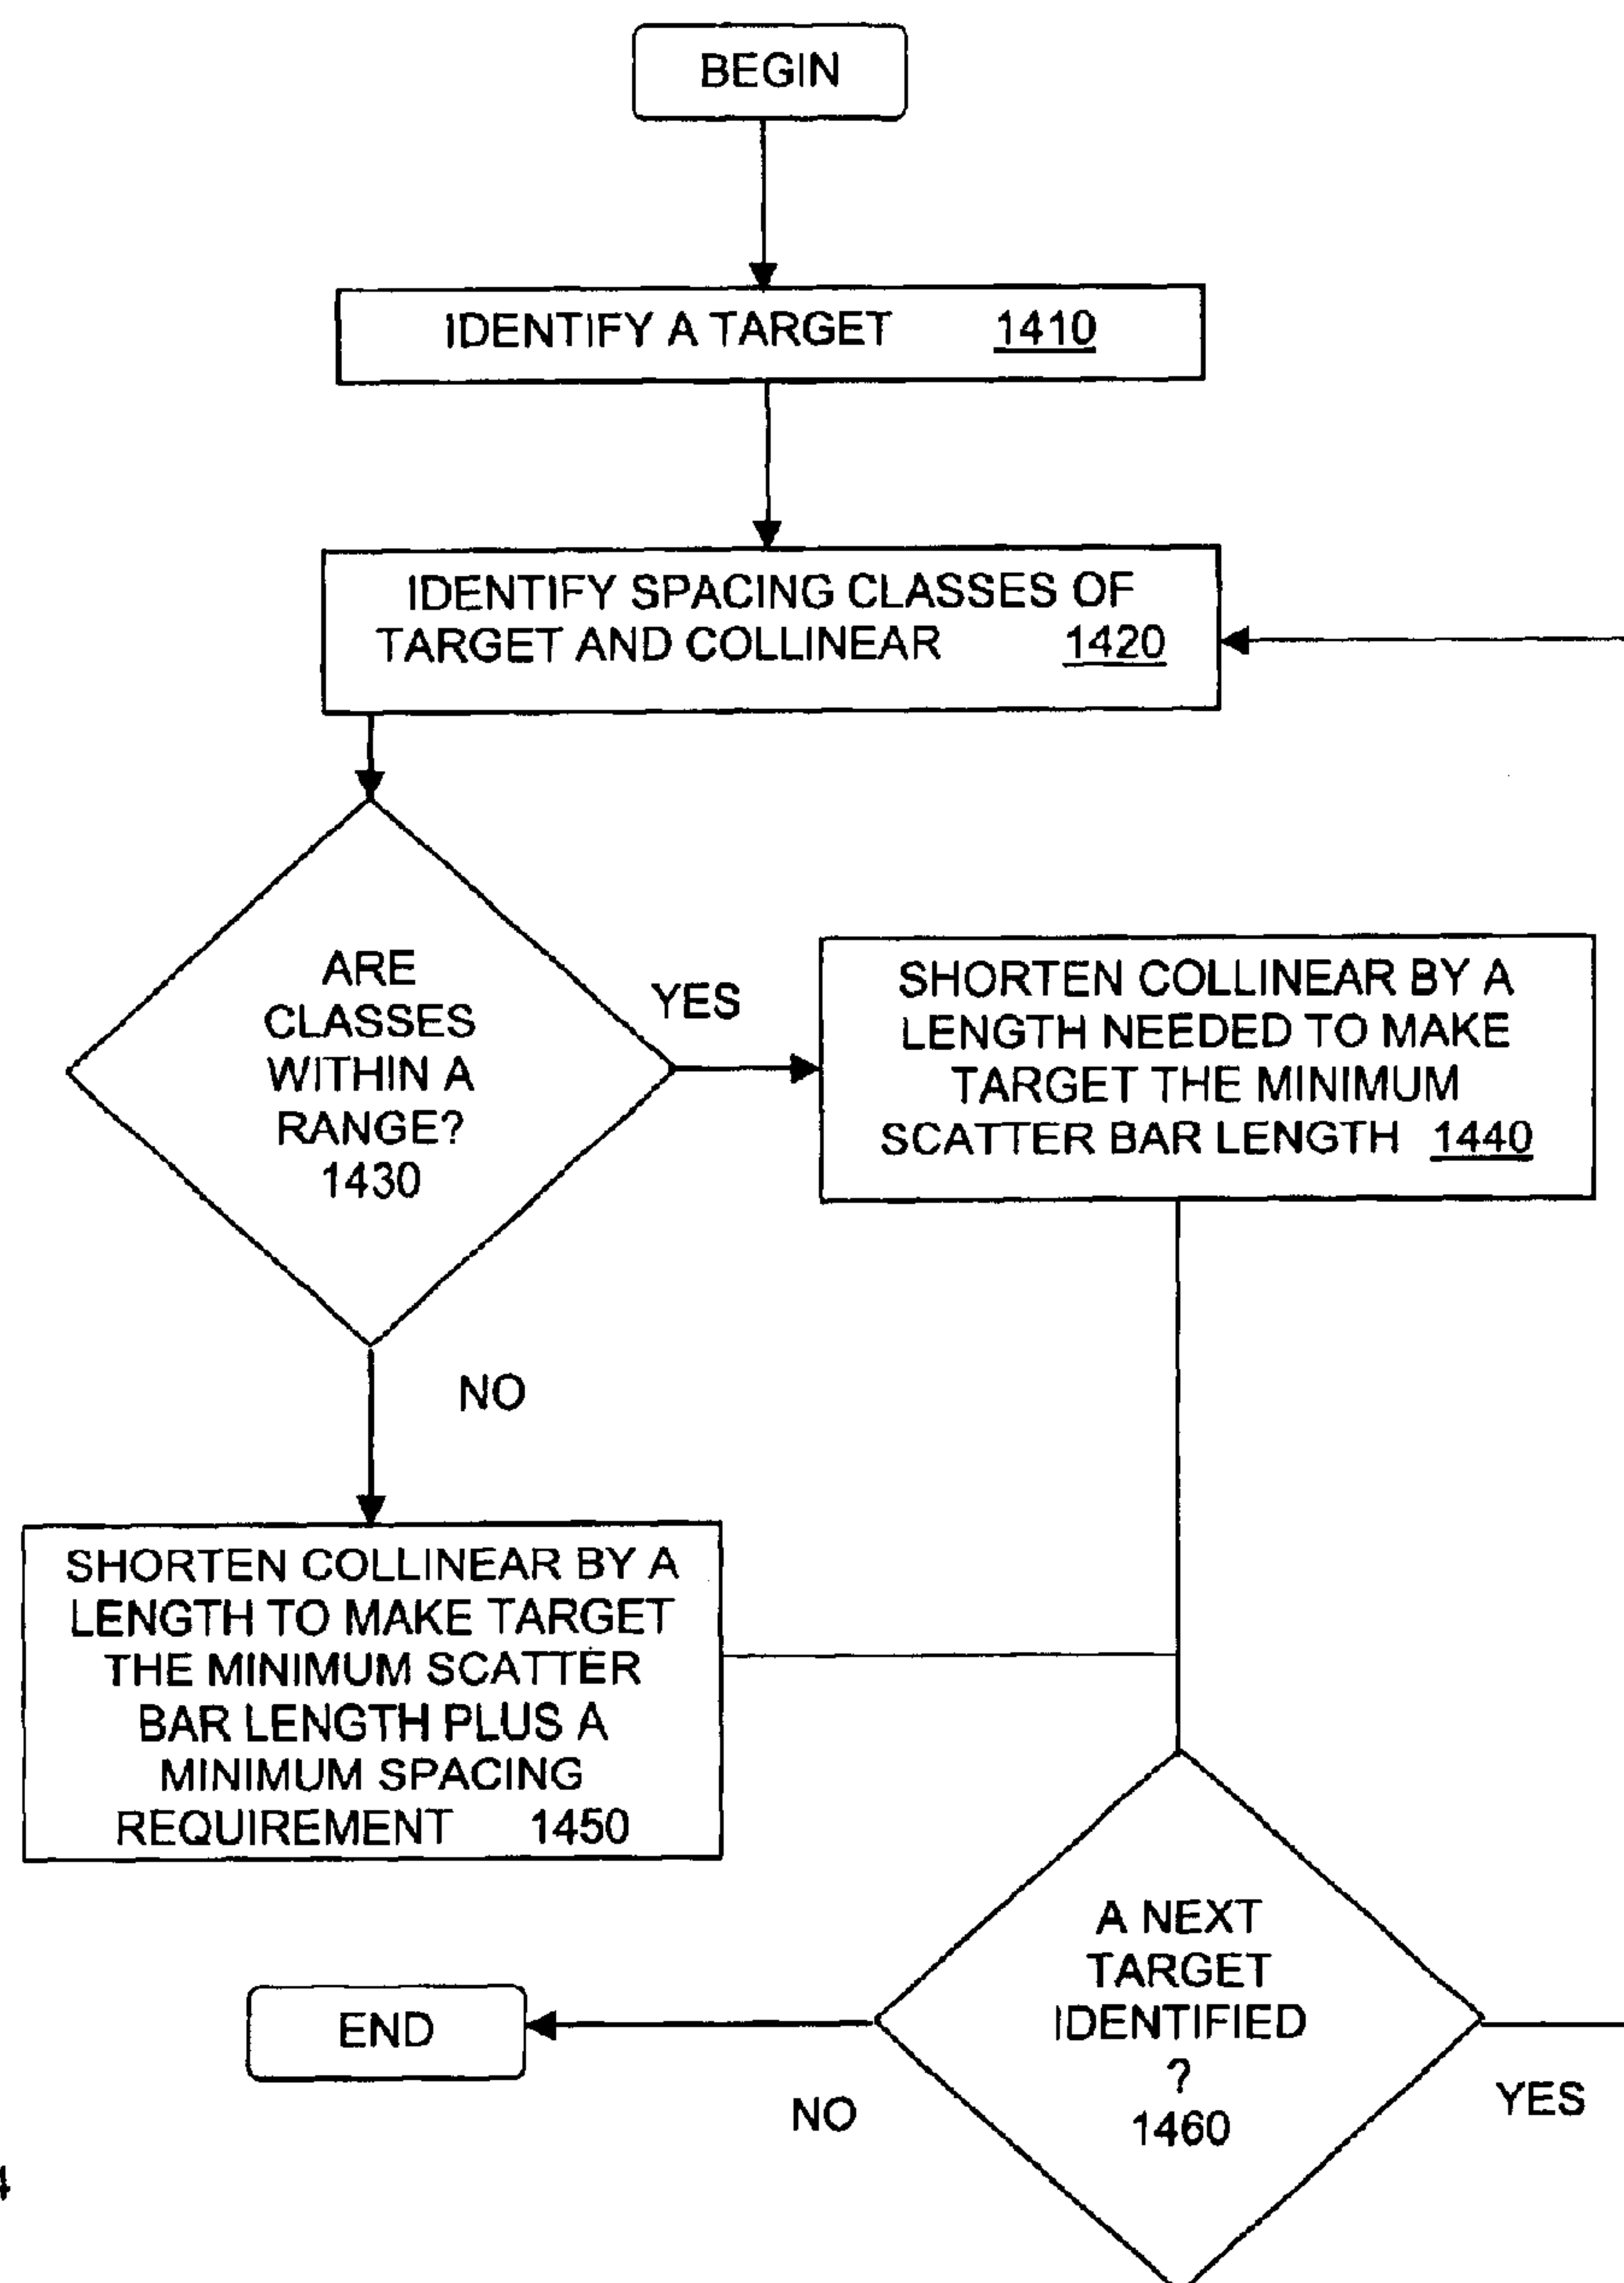 BEGIN
IDENTIFY A TARGET 1410
IDENTIFY SPACING CLASSES OF
TARGET AND COLLINEAR 1420
ARE
CLASSES
WITHIN A
RANGE?
1430
YES
SHORTEN COLLINEAR BY A
LENGTH NEEDED TO MAKE
TARGET THE MINIMUM
SCATTER BAR LENGTH 1440
NO
SHORTEN COLLINEAR BY A
LENGTH TO MAKE TARGET
THE MINIMUM SCATTER
BAR LENGTH PLUS A
MINIMUM SPACING
REQUIREMENT 1450
A NEXT
TARGET
IDENTIFIED
?
1460
END
NO
YES
4